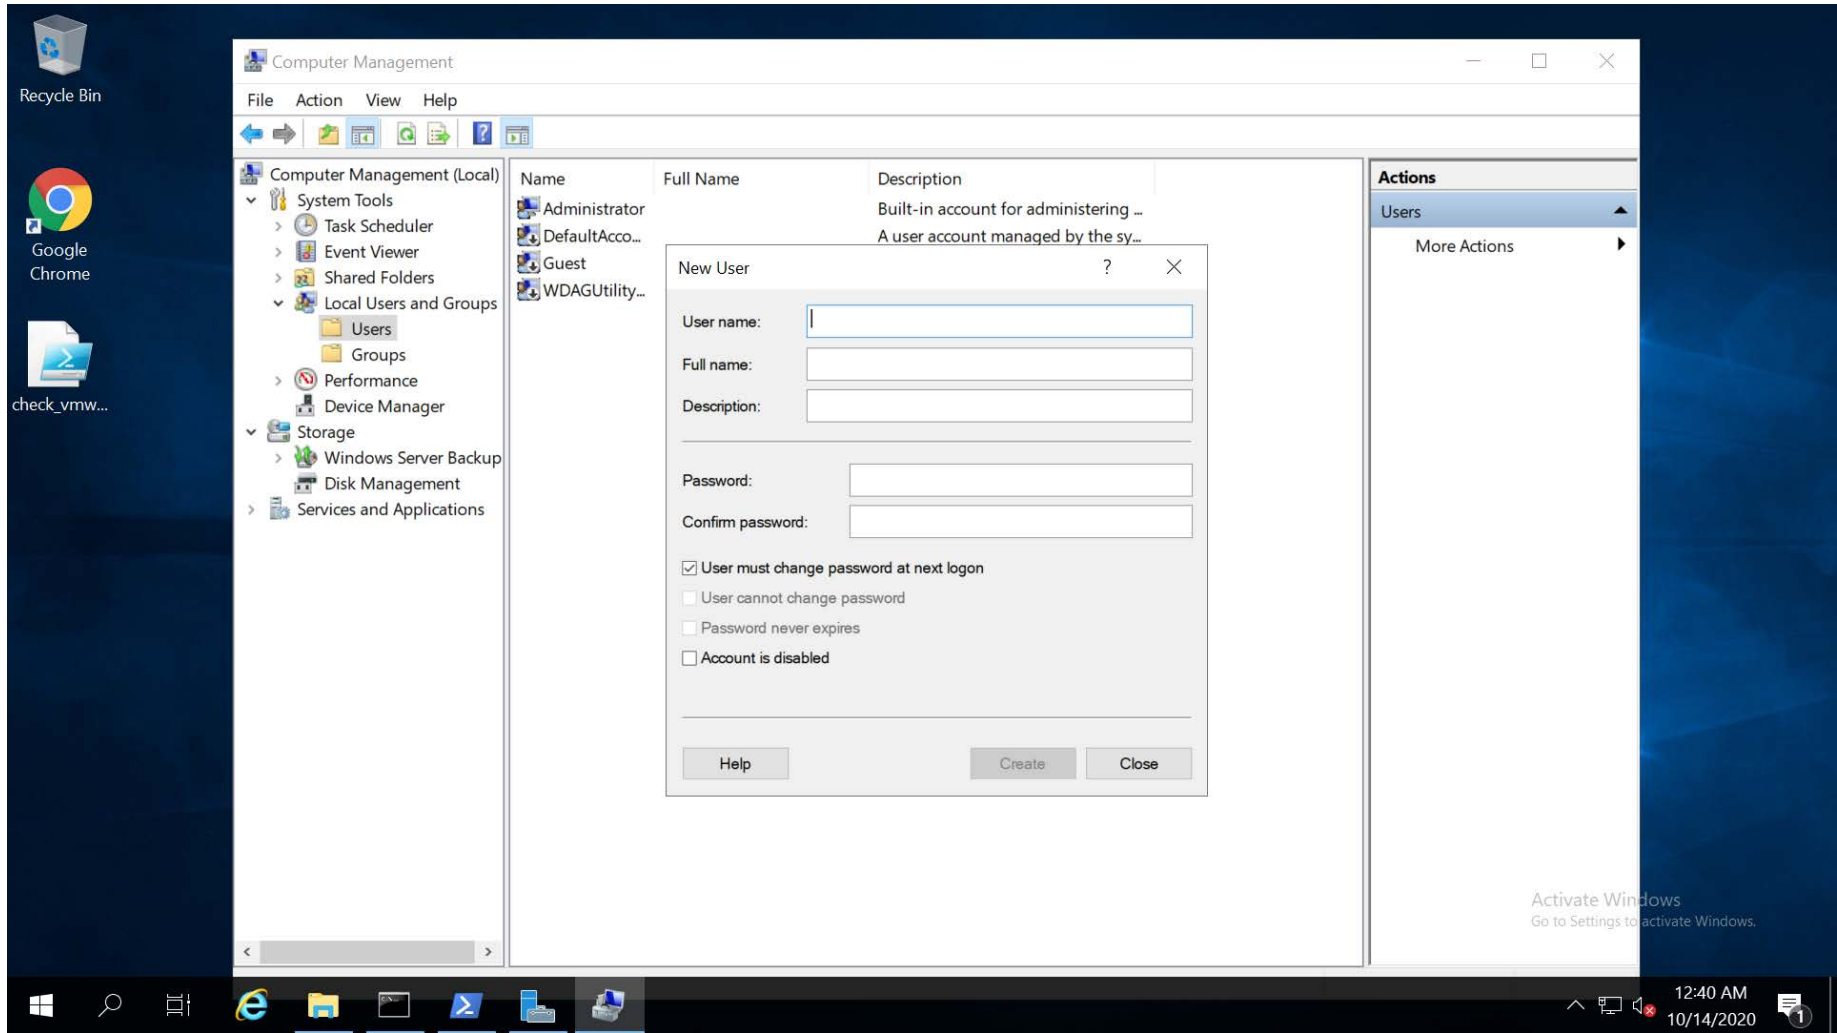 Recycle Bin
Google
Chrome
check_vmw...
Computer Management
File Action View Help
Computer Management (Local)
System Tools
Task Scheduler
Event Viewer
Shared Folders
Local Users and Groups
Users
Groups
Performance
Device Manager
Storage
Windows Server Backup
Disk Management
Services and Applications
Name Full Name Description
Administrator Built-in account for administering ...
DefaultAcco... A user account managed by the sy...
Guest
WDAGUtility...
New User
User name:
Full name:
Description:
Password:
Confirm password:
User must change password at next logon
User cannot change password
Password never expires
Account is disabled
Help Create Close
Actions
Users
More Actions
Activate Windows
Go to Settings to activate Windows.
12:40 AM
10/14/2020
1